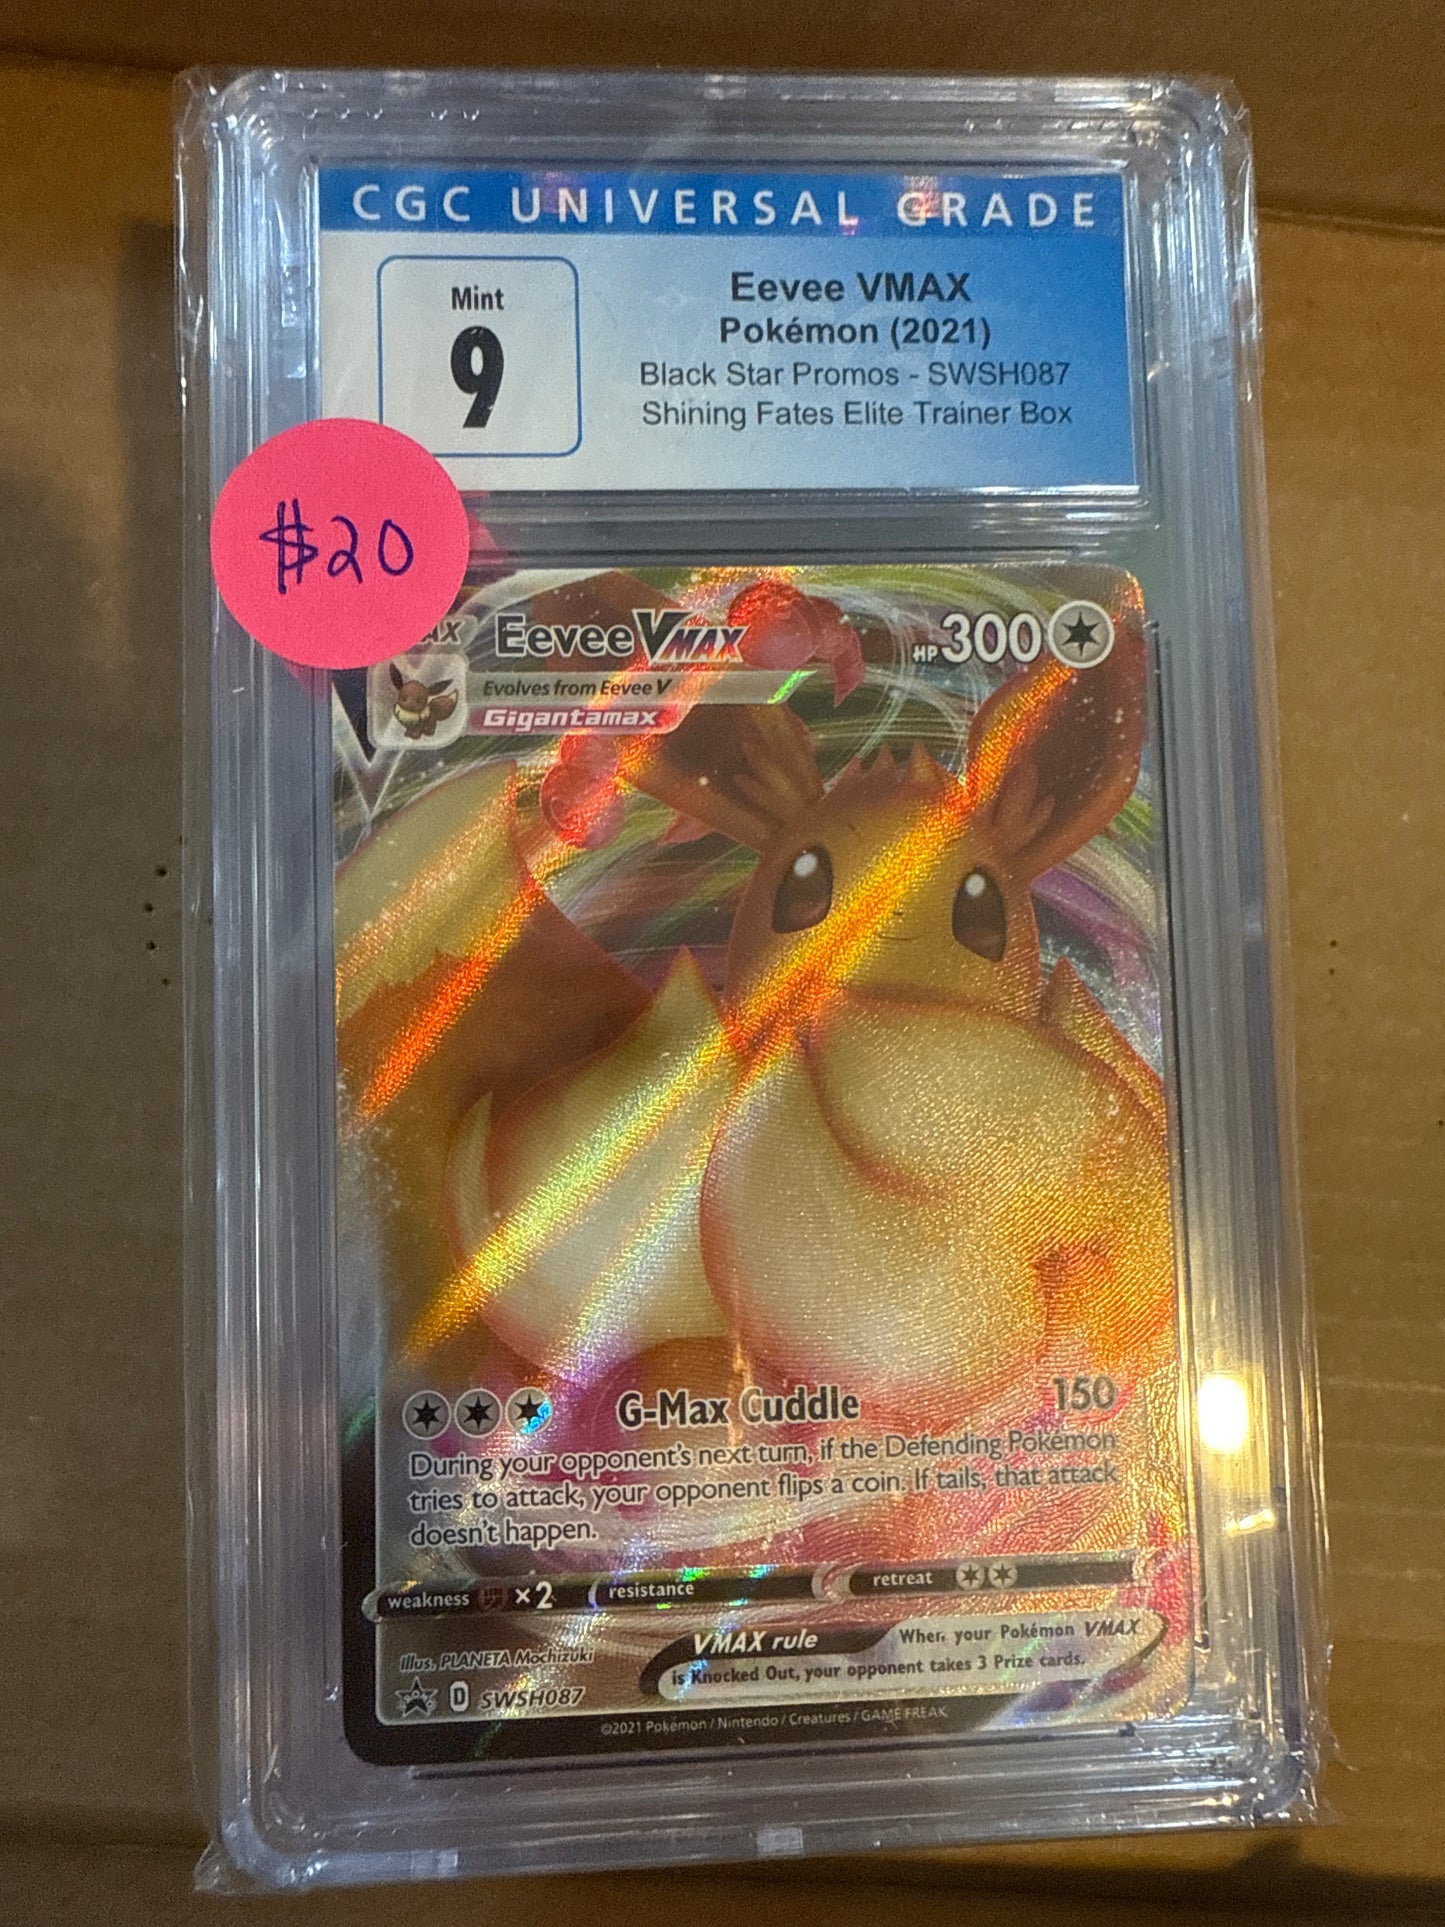 CGC UNIVERSAL GRADE
Mint
9
Eevee VMAX
Pokémon (2021)
Black Star Promos - SWSH087
Shining Fates Elite Trainer Box
$20
Eevee VMAX
HP 300
Evolves from Eevee V
Gigantamax
G-Max Cuddle 150
During your opponent's next turn, if the Defending Pokémon
tries to attack, your opponent flips a coin. If tails, that attack
doesn't happen.
weakness ×2 resistance retreat
VMAX rule When your Pokémon VMAX
is Knocked Out, your opponent takes 3 Prize cards.
Illus. PLANETA Mochizuki
D SWSH087
©2021 Pokémon / Nintendo / Creatures / GAME FREAK